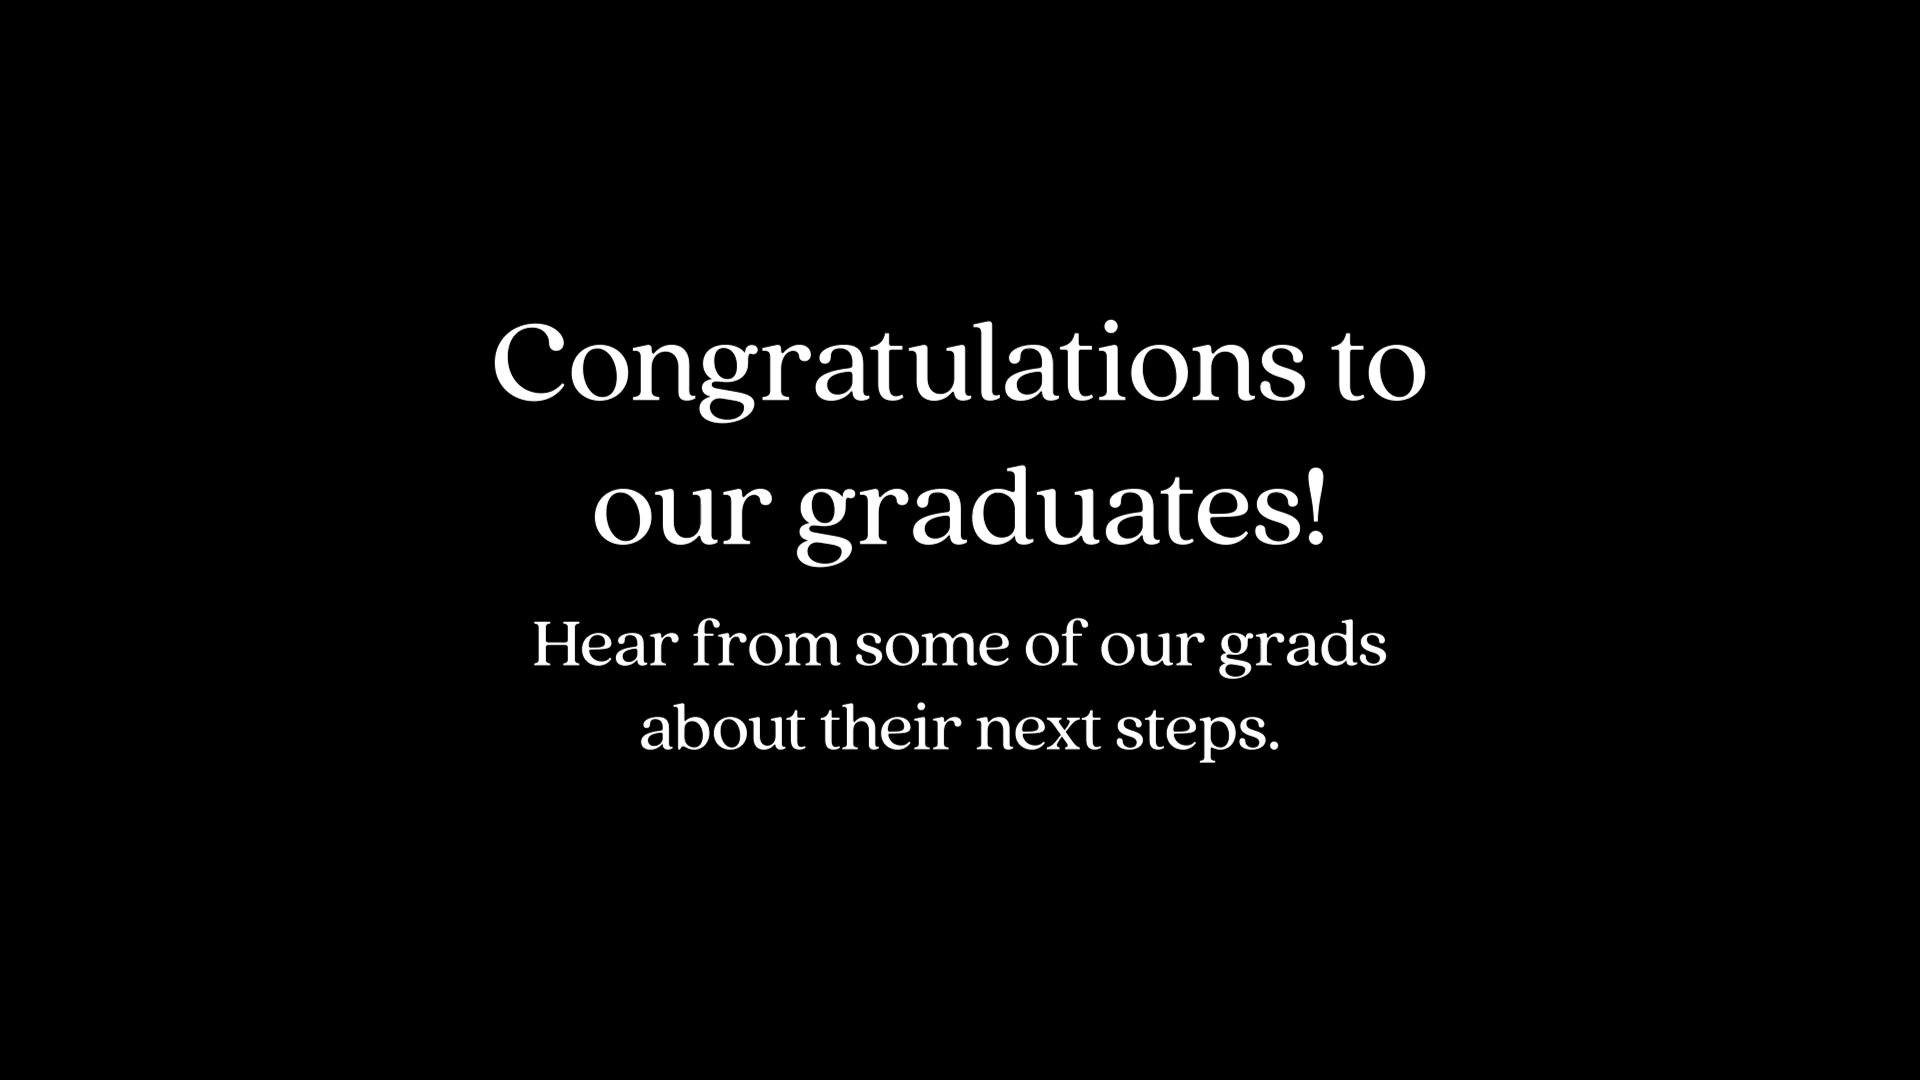 Congratulations to
our graduates!
Hear from some of our grads
about their next steps.